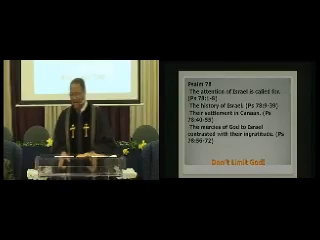 Psalm 78
The attention of Israel is called for.
(Ps 78:1-8)
The history of Israel. (Ps 78:9-39)
Their settlement in Canaan. (Ps
78:40-55)
The mercies of God to Israel
contrasted with their ingratitude. (Ps
78:56-72)
Don't Limit God!